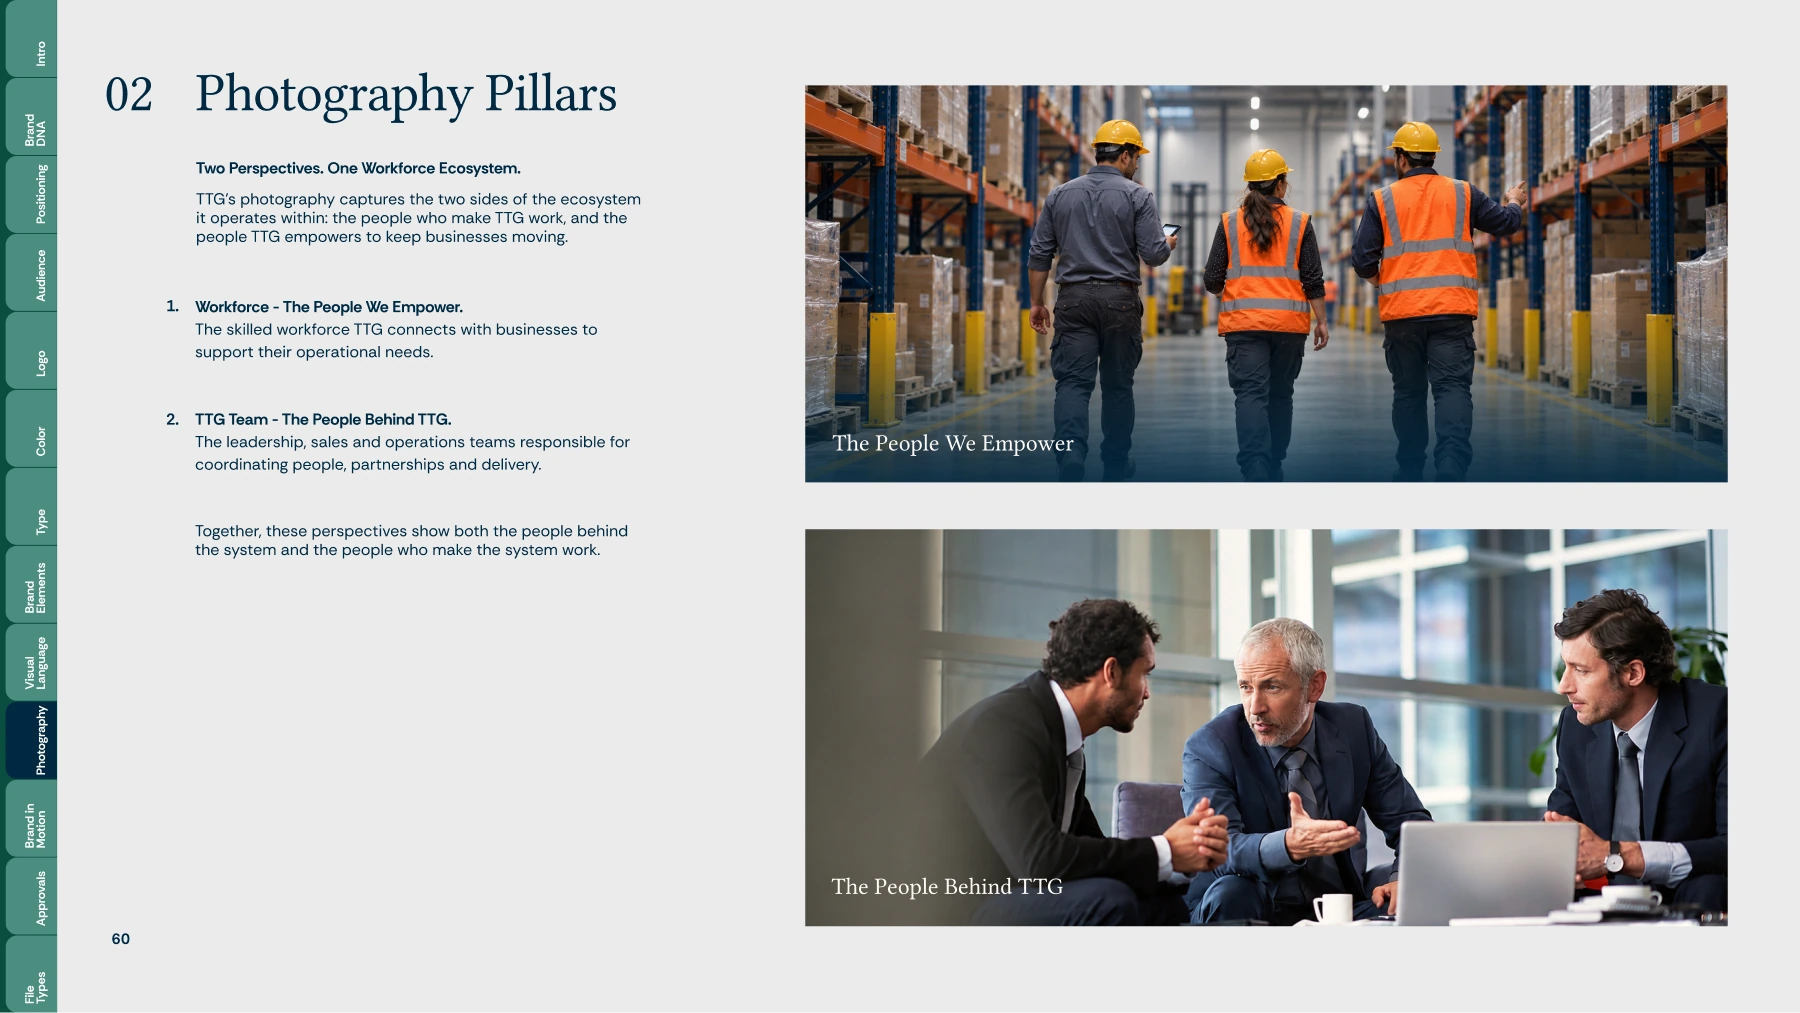 Intro
Brand
DNA
Positioning
Audience
Logo
Color
Type
Brand
Elements
Visual
Language
Photography
Brand in
Motion
Approvals
File
Types
02 Photography Pillars
Two Perspectives. One Workforce Ecosystem.
TTG’s photography captures the two sides of the ecosystem
it operates within: the people who make TTG work, and the
people TTG empowers to keep businesses moving.
1. Workforce - The People We Empower.
The skilled workforce TTG connects with businesses to
support their operational needs.
2. TTG Team - The People Behind TTG.
The leadership, sales and operations teams responsible for
coordinating people, partnerships and delivery.
Together, these perspectives show both the people behind
the system and the people who make the system work.
60
The People We Empower
The People Behind TTG